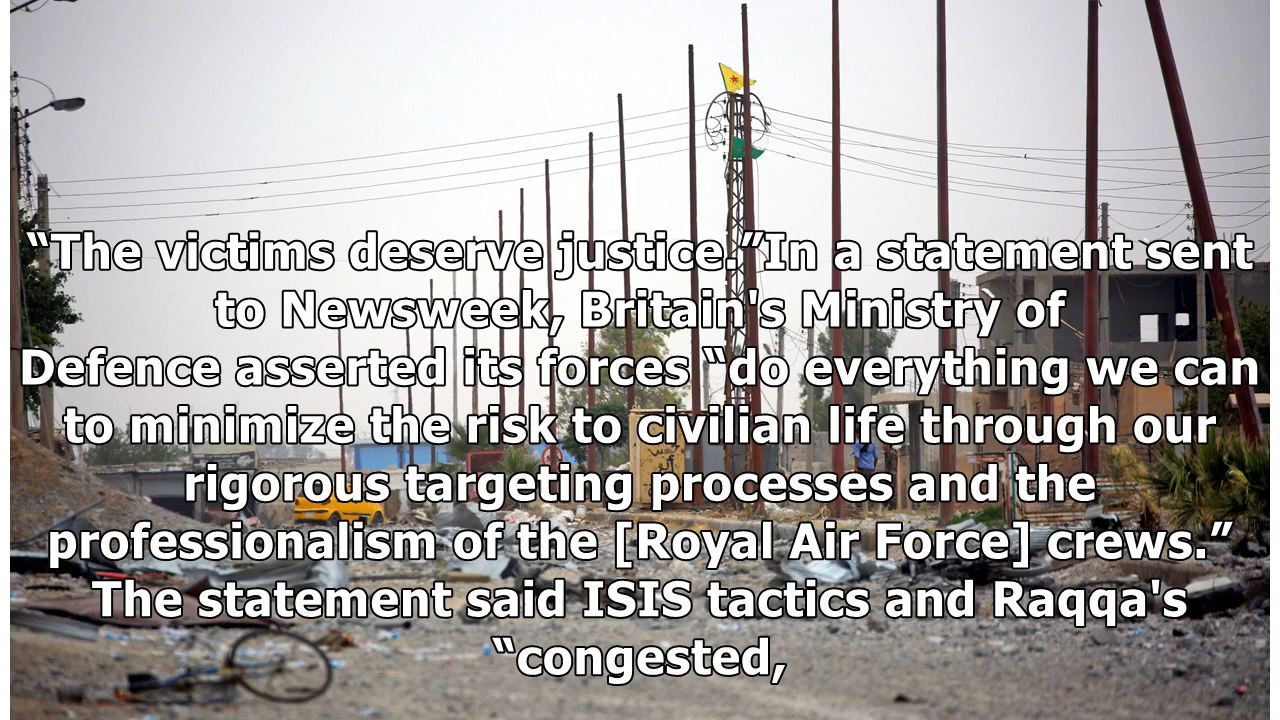 “The victims deserve justice.”In a statement sent
to Newsweek, Britain's Ministry of
Defence asserted its forces “do everything we can
to minimize the risk to civilian life through our
rigorous targeting processes and the
professionalism of the [Royal Air Force] crews.”
The statement said ISIS tactics and Raqqa's
“congested,